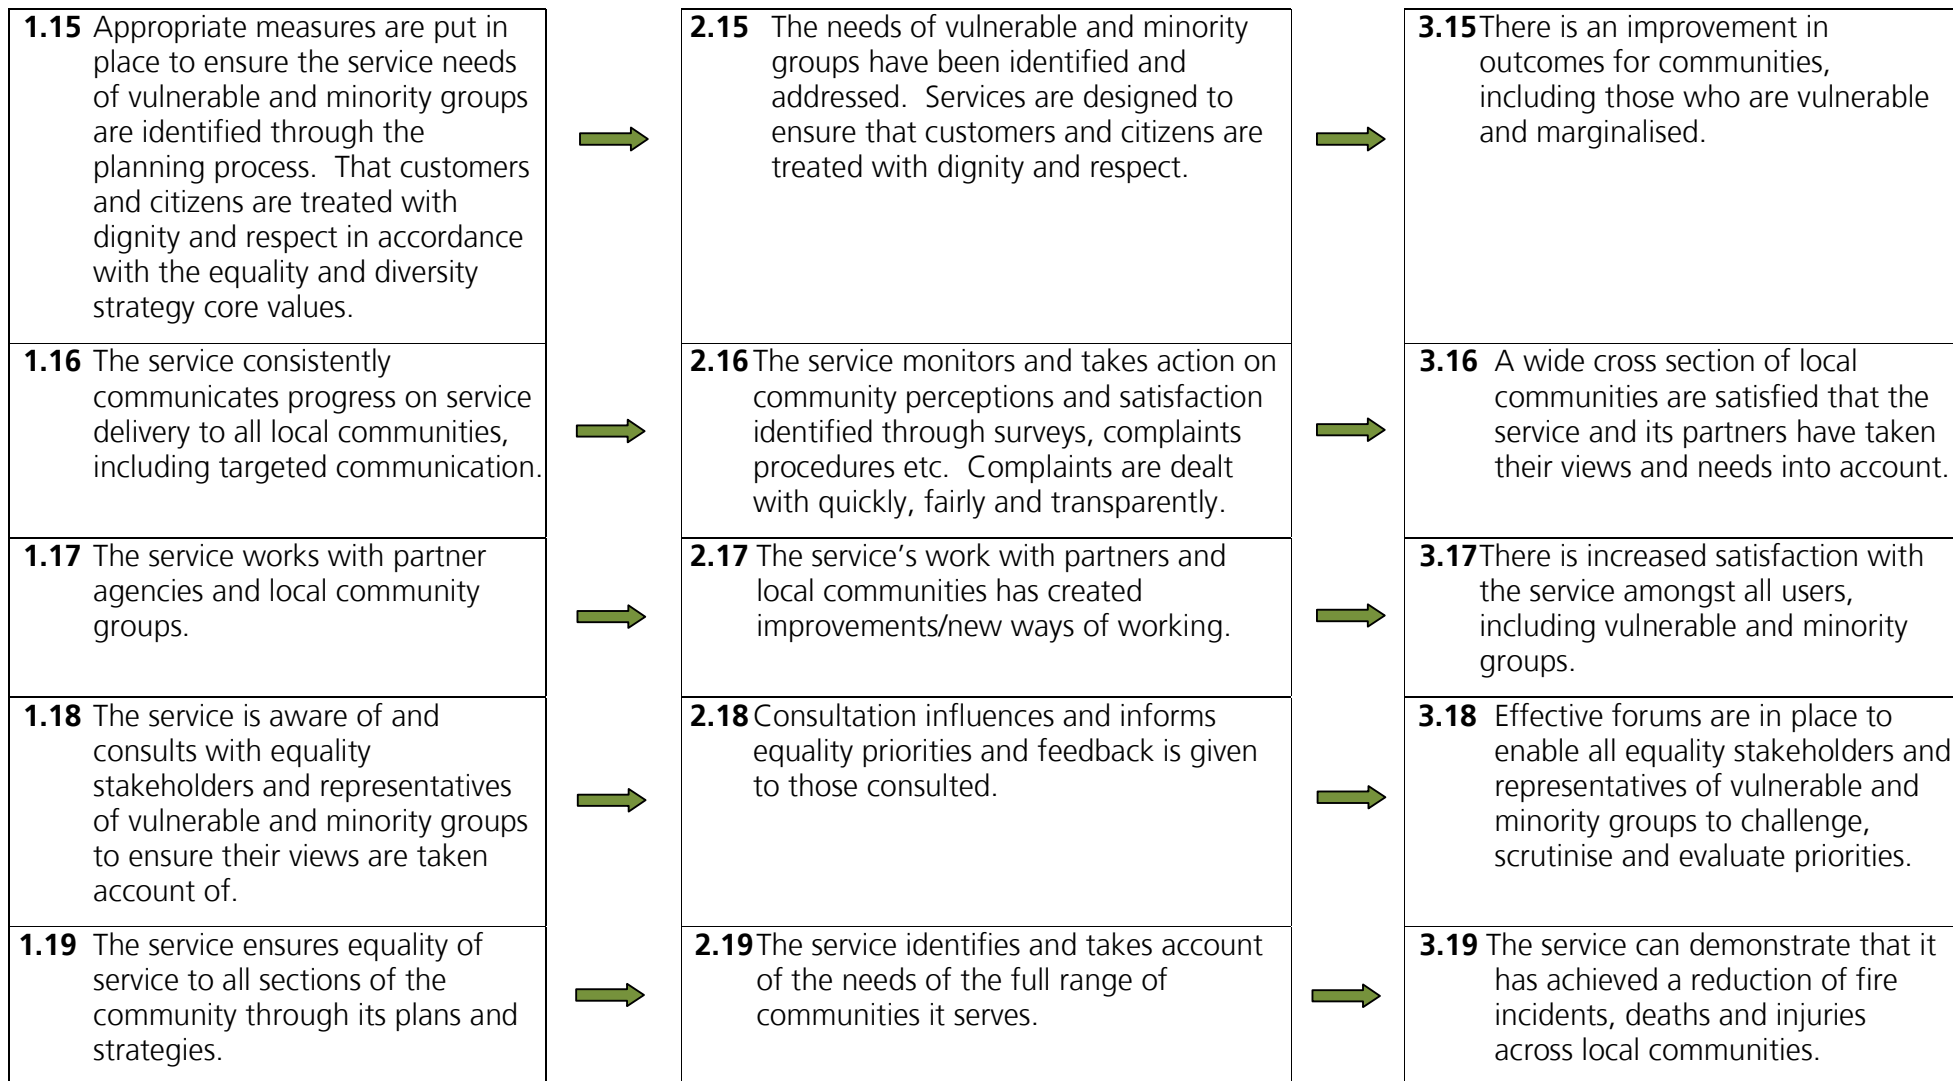 1.15 Appropriate measures are put in
place to ensure the service needs
of vulnerable and minority groups
are identified through the
planning process.  That customers
and citizens are treated with
dignity and respect in accordance
with the equality and diversity
strategy core values.
2.15 The needs of vulnerable and minority
groups have been identified and
addressed.  Services are designed to
ensure that customers and citizens are
treated with dignity and respect.
3.15 There is an improvement in
outcomes for communities,
including those who are vulnerable
and marginalised.
1.16 The service consistently
communicates progress on service
delivery to all local communities,
including targeted communication.
2.16 The service monitors and takes action on
community perceptions and satisfaction
identified through surveys, complaints
procedures etc.  Complaints are dealt
with quickly, fairly and transparently.
3.16 A wide cross section of local
communities are satisfied that the
service and its partners have taken
their views and needs into account.
1.17 The service works with partner
agencies and local community
groups.
2.17 The service’s work with partners and
local communities has created
improvements/new ways of working.
3.17 There is increased satisfaction with
the service amongst all users,
including vulnerable and minority
groups.
1.18 The service is aware of and
consults with equality
stakeholders and representatives
of vulnerable and minority groups
to ensure their views are taken
account of.
2.18 Consultation influences and informs
equality priorities and feedback is given
to those consulted.
3.18 Effective forums are in place to
enable all equality stakeholders and
representatives of vulnerable and
minority groups to challenge,
scrutinise and evaluate priorities.
1.19 The service ensures equality of
service to all sections of the
community through its plans and
strategies.
2.19 The service identifies and takes account
of the needs of the full range of
communities it serves.
3.19 The service can demonstrate that it
has achieved a reduction of fire
incidents, deaths and injuries
across local communities.